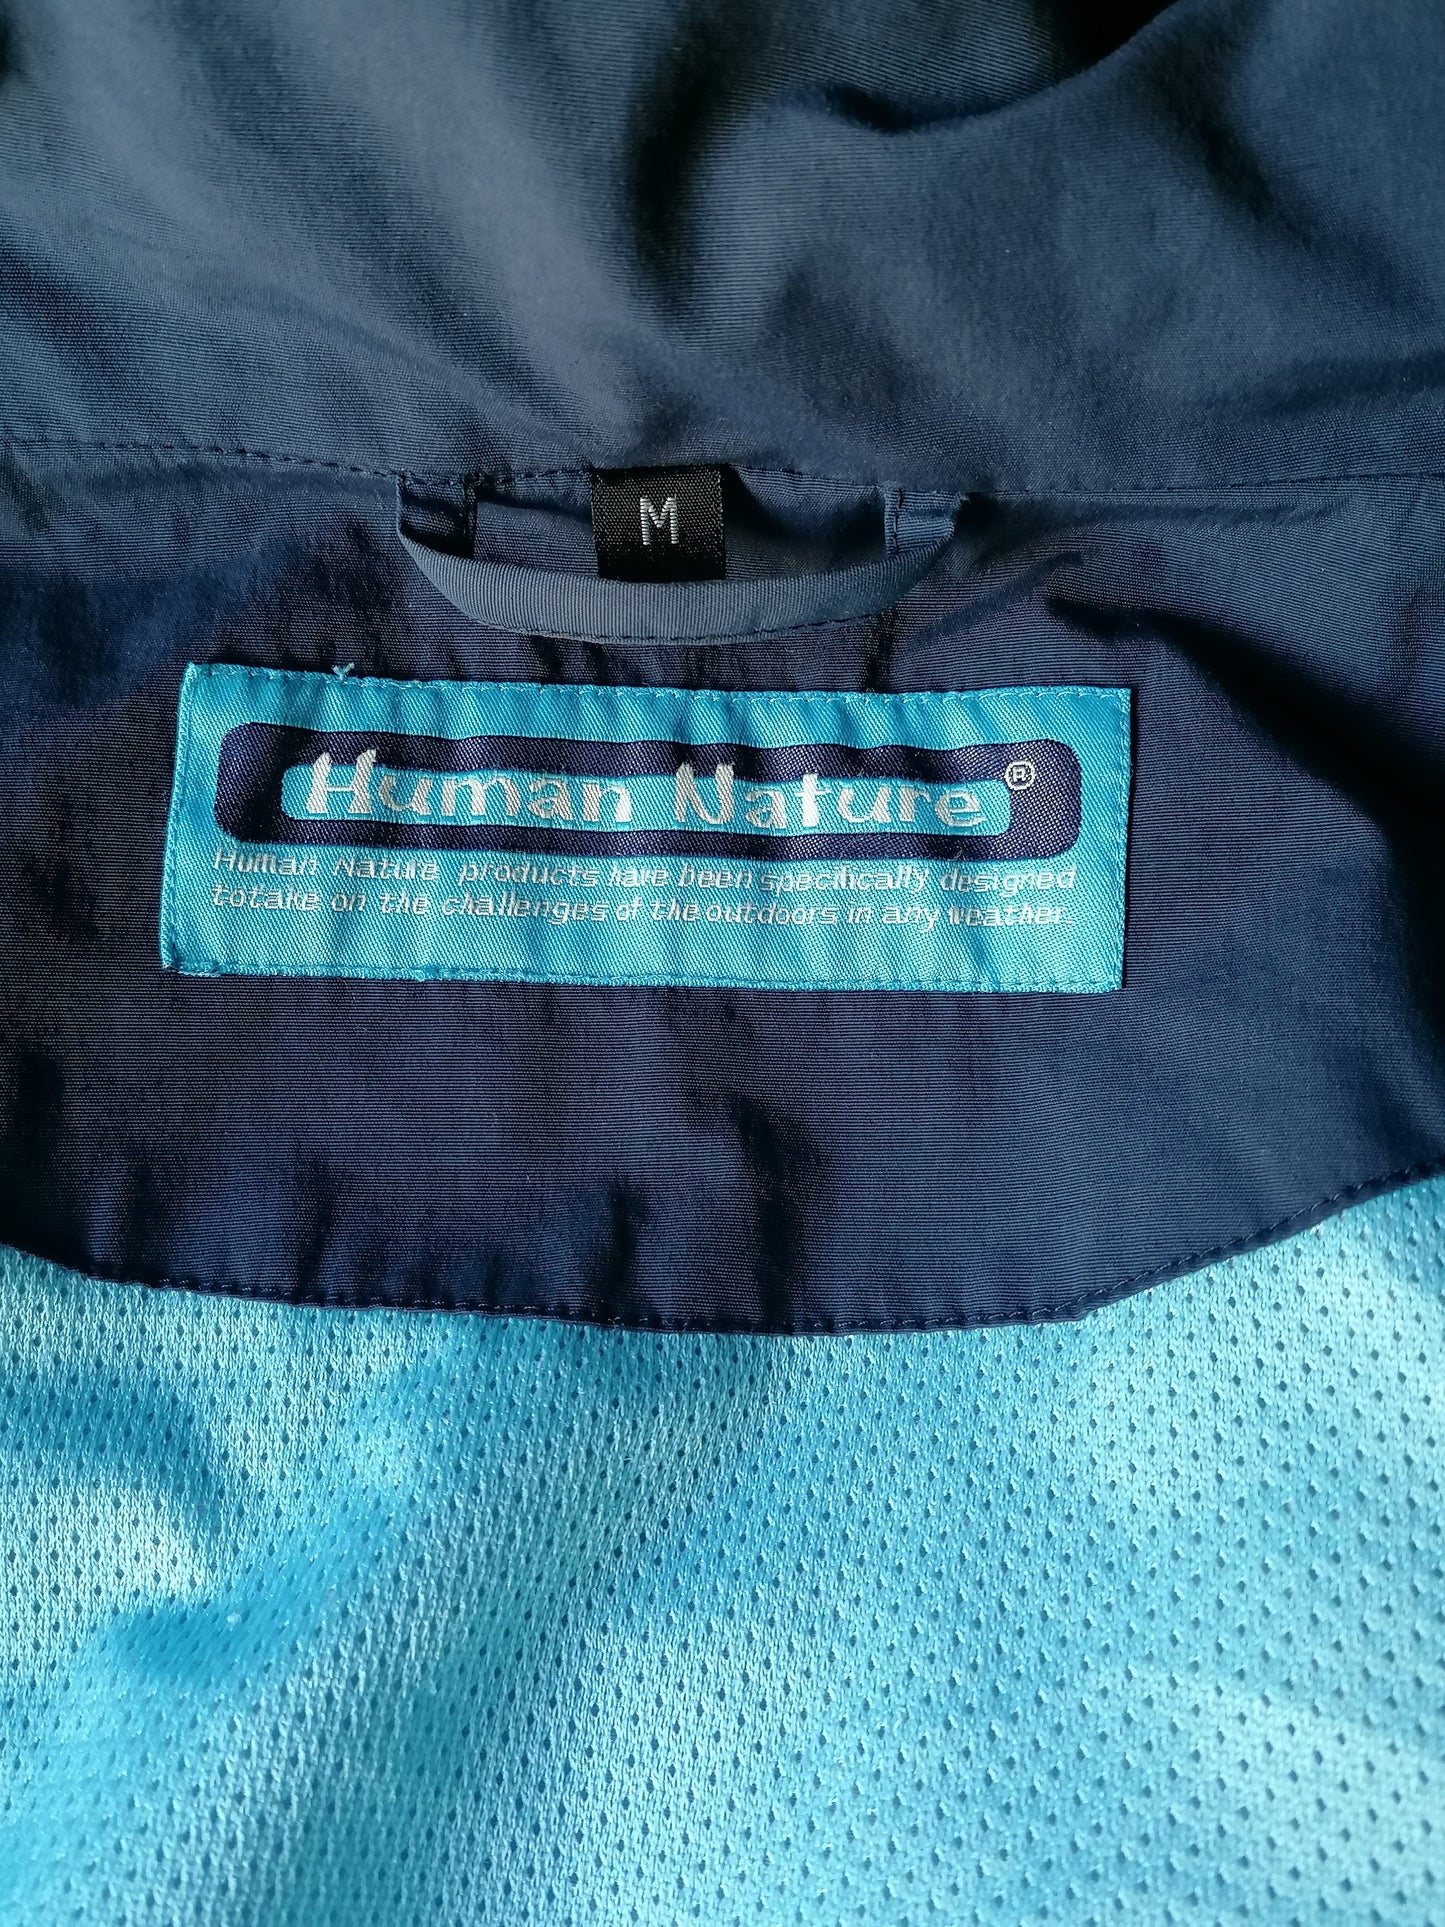 M
Human Nature®
Human Nature products have been specifically designed
totake on the challenges of the outdoors in any weather.